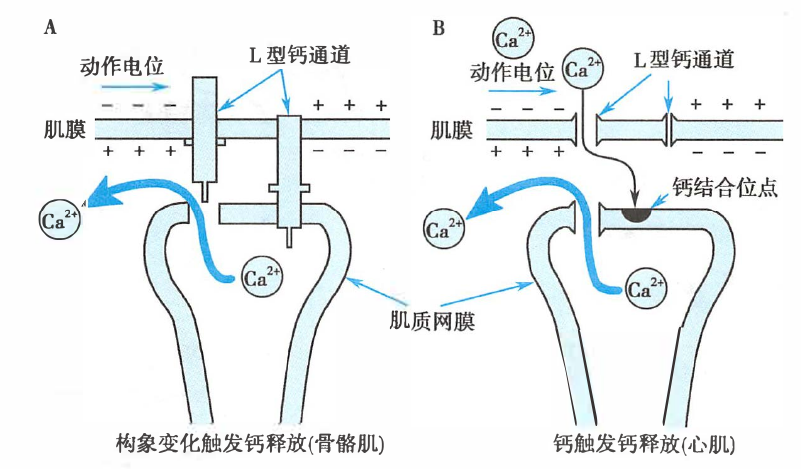 A
动作电位
L 型钙通道
− − − + + +
肌膜
+ + + − − −
Ca²⁺
Ca²⁺
构象变化触发钙释放(骨骼肌)
B
Ca²⁺
Ca²⁺
动作电位
L 型钙通道
− − − + + +
肌膜
+ + + − − −
钙结合位点
Ca²⁺
Ca²⁺
肌质网膜
钙触发钙释放(心肌)